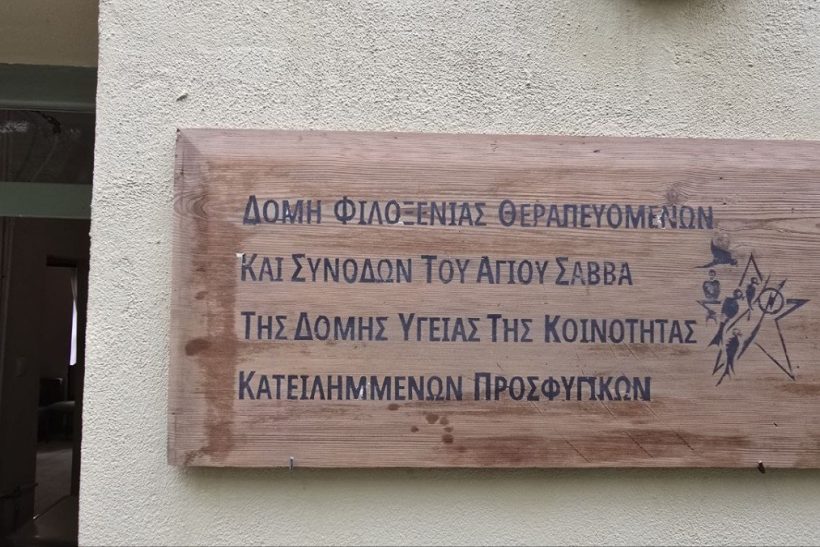 ΔΟΜΗ ΦΙΛΟΞΕΝΙΑΣ ΘΕΡΑΠΕΥΟΜΕΝΩΝ
ΚΑΙ ΣΥΝΟΔΩΝ ΤΟΥ ΑΓΙΟΥ ΣΑΒΒΑ
ΤΗΣ ΔΟΜΗΣ ΥΓΕΙΑΣ ΤΗΣ ΚΟΙΝΟΤΗΤΑΣ
ΚΑΤΕΙΛΗΜΜΕΝΩΝ ΠΡΟΣΦΥΓΙΚΩΝ